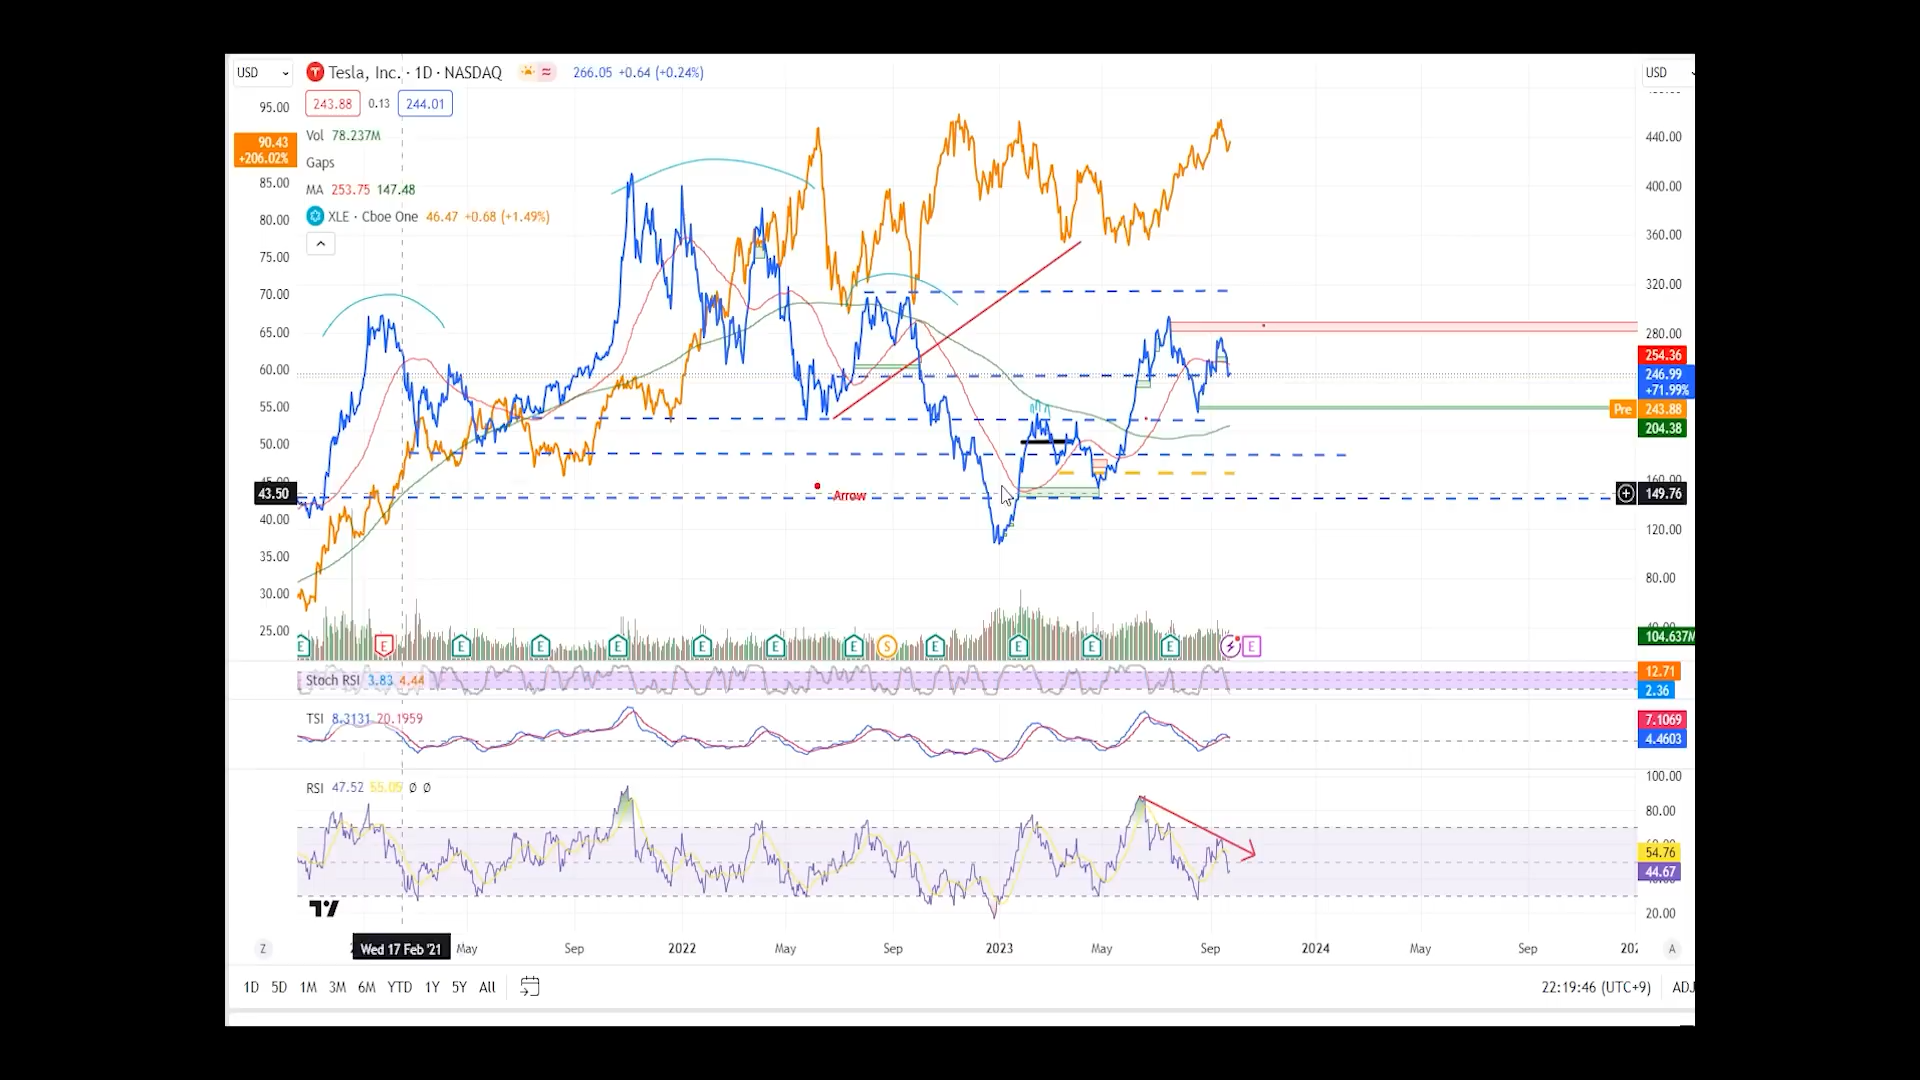 USD
Tesla, Inc. · 1D · NASDAQ
266.05 +0.64 (+0.24%)
USD
243.88 0.13 244.01
Vol 78.237M
Gaps
MA 253.75 147.48
XLE · Cboe One 46.47 +0.68 (+1.49%)
95.00
90.43
+206.02%
85.00
80.00
75.00
70.00
65.00
60.00
55.00
50.00
43.50
40.00
35.00
30.00
25.00
440.00
400.00
360.00
320.00
280.00
254.36
246.99
+71.99%
Pre 243.88
204.38
160.00
149.76
120.00
80.00
104.637M
Arrow
E E E E E E E E S E E E E E
Stoch RSI 3.83 4.44
12.71
2.36
TSI 8.3131 20.1959
7.1069
4.4603
RSI 47.52 55.05 Ø Ø
100.00
80.00
54.76
44.67
20.00
Z Wed 17 Feb '21 May Sep 2022 May Sep 2023 May Sep 2024 May Sep A
1D 5D 1M 3M 6M YTD 1Y 5Y All
22:19:46 (UTC+9) ADJ